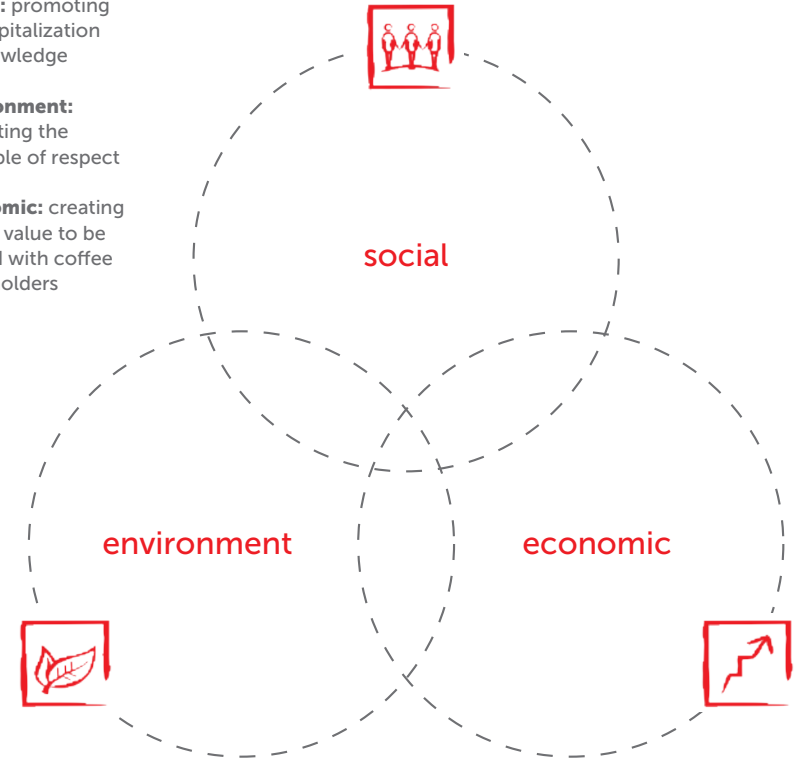 : promoting
pitalization
wledge
onment:
ting the
ple of respect
omic: creating
value to be
d with coffee
olders
social
environment
economic